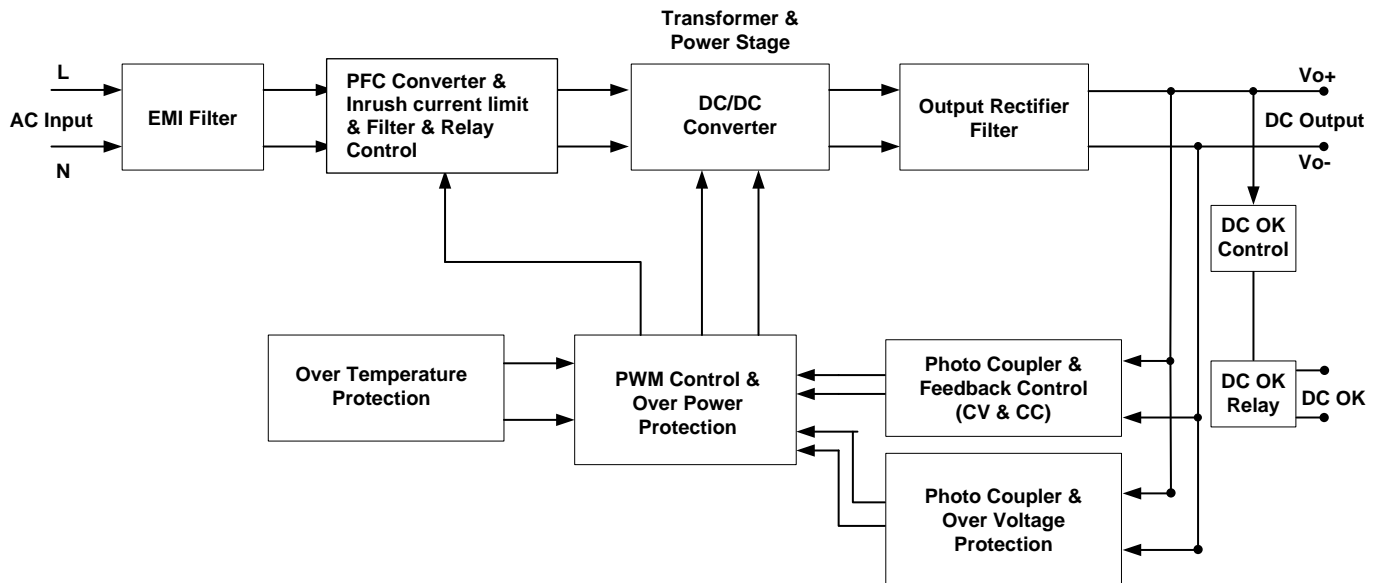 Transformer &
Power Stage
L
AC Input
N
EMI Filter
PFC Converter &
Inrush current limit
& Filter & Relay
Control
DC/DC
Converter
Output Rectifier
Filter
Vo+
DC Output
Vo-
DC OK
Control
Over Temperature
Protection
PWM Control &
Over Power
Protection
Photo Coupler &
Feedback Control
(CV & CC)
DC OK
Relay
DC OK
Photo Coupler &
Over Voltage
Protection